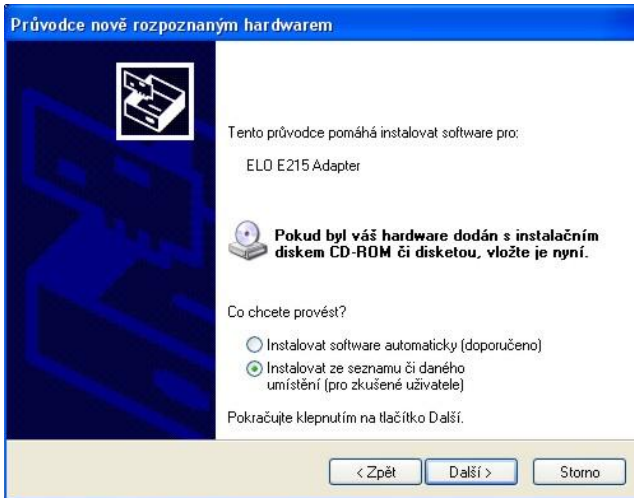 Průvodce nově rozpoznaným hardwarem
Tento průvodce pomáhá instalovat software pro:
ELO E215 Adapter
Pokud byl váš hardware dodán s instalačním
diskem CD-ROM či disketou, vložte je nyní.
Co chcete provést?
Instalovat software automaticky (doporučeno)
Instalovat ze seznamu či daného
umístění (pro zkušené uživatele)
Pokračujte klepnutím na tlačítko Další.
< Zpět
Další >
Storno